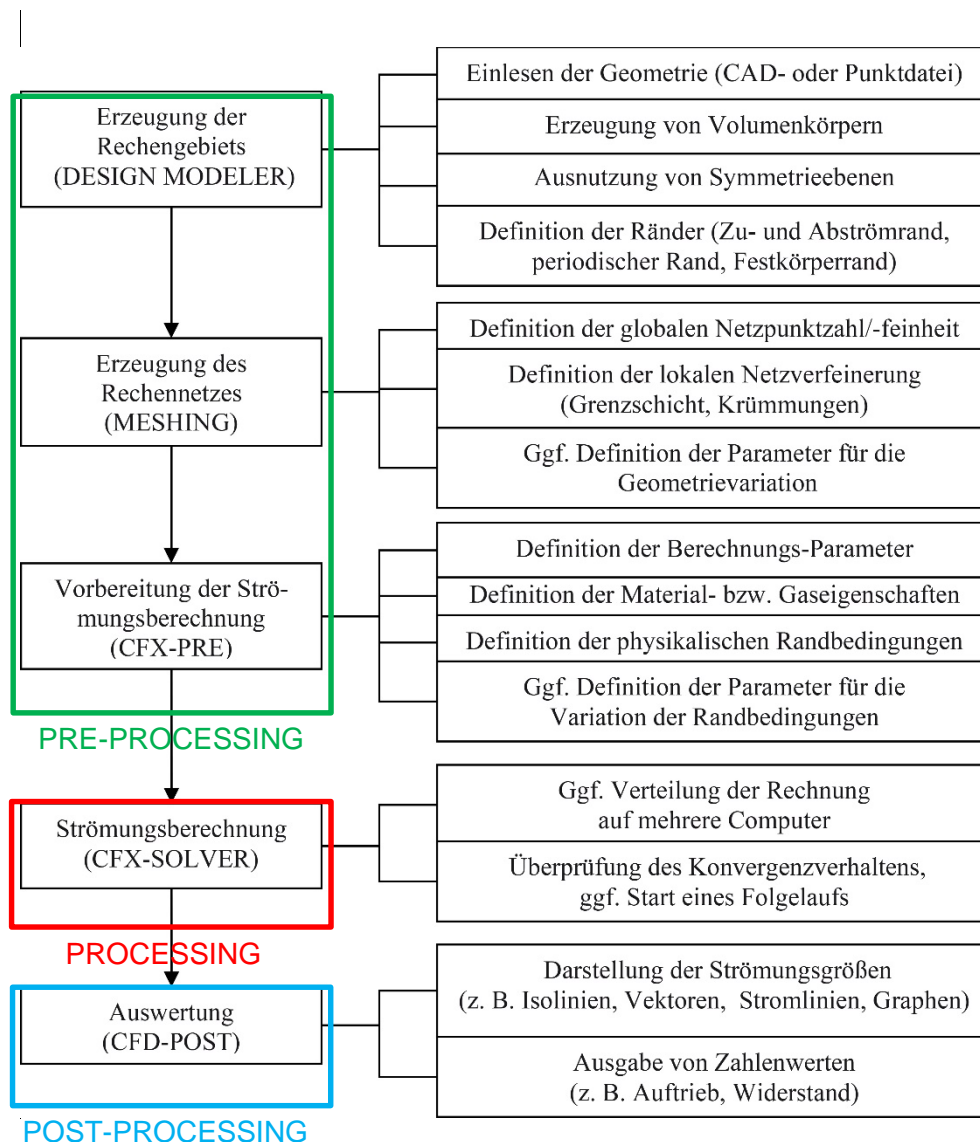 Erzeugung der
Rechengebiets
(DESIGN MODELER)
Einlesen der Geometrie (CAD- oder Punktdatei)
Erzeugung von Volumenkörpern
Ausnutzung von Symmetrieebenen
Definition der Ränder (Zu- und Abströmrand,
periodischer Rand, Festkörperrand)
Erzeugung des
Rechennetzes
(MESHING)
Definition der globalen Netzpunktzahl/-feinheit
Definition der lokalen Netzverfeinerung
(Grenzschicht, Krümmungen)
Ggf. Definition der Parameter für die
Geometrievariation
Vorbereitung der Strö-
mungsberechnung
(CFX-PRE)
Definition der Berechnungs-Parameter
Definition der Material- bzw. Gaseigenschaften
Definition der physikalischen Randbedingungen
Ggf. Definition der Parameter für die
Variation der Randbedingungen
PRE-PROCESSING
Strömungsberechnung
(CFX-SOLVER)
Ggf. Verteilung der Rechnung
auf mehrere Computer
Überprüfung des Konvergenzverhaltens,
ggf. Start eines Folgelaufs
PROCESSING
Auswertung
(CFD-POST)
Darstellung der Strömungsgrößen
(z. B. Isolinien, Vektoren, Stromlinien, Graphen)
Ausgabe von Zahlenwerten
(z. B. Auftrieb, Widerstand)
POST-PROCESSING